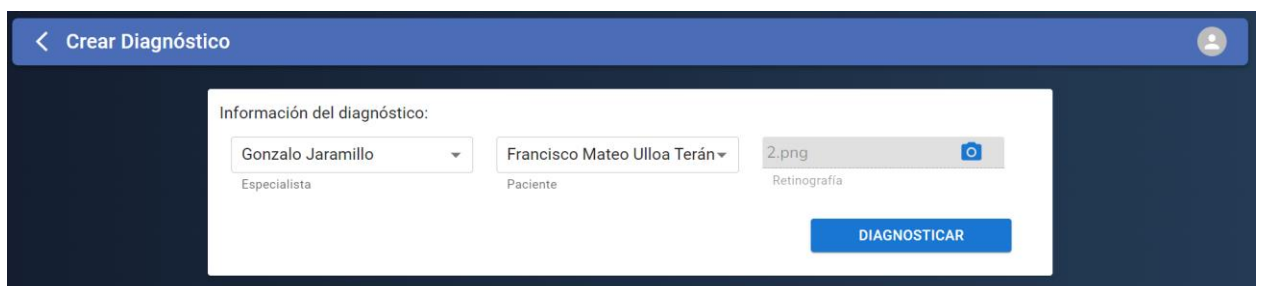 Crear Diagnóstico
Información del diagnóstico:
Gonzalo Jaramillo Francisco Mateo Ulloa Terán 2.png
Especialista Paciente Retinografía
DIAGNOSTICAR